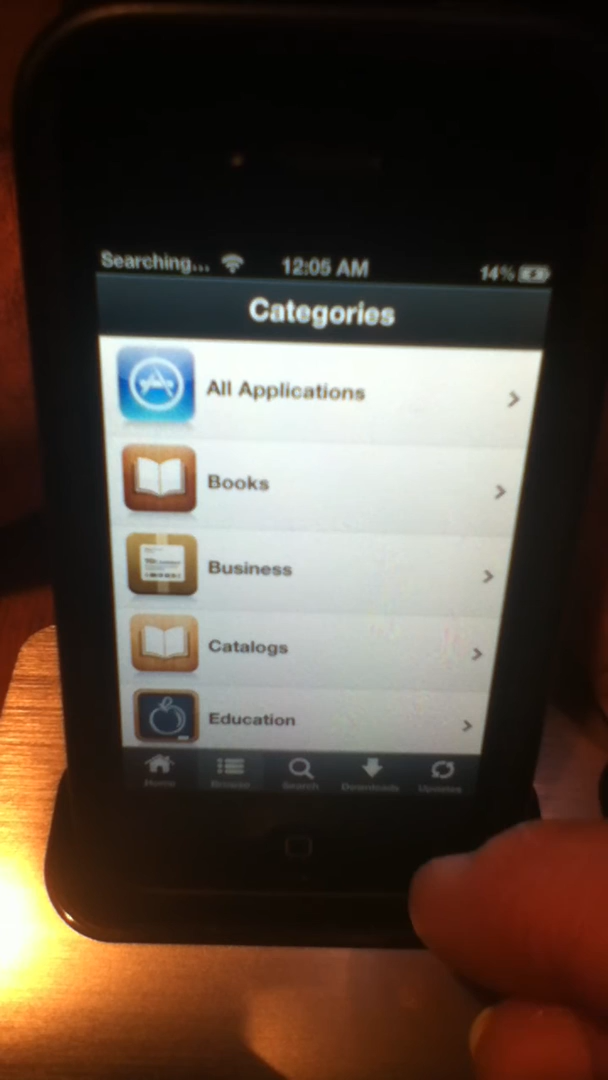 Searching... 12:05 AM 14%
Categories
All Applications
Books
Business
Catalogs
Education
Home Browse Search Downloads Updates